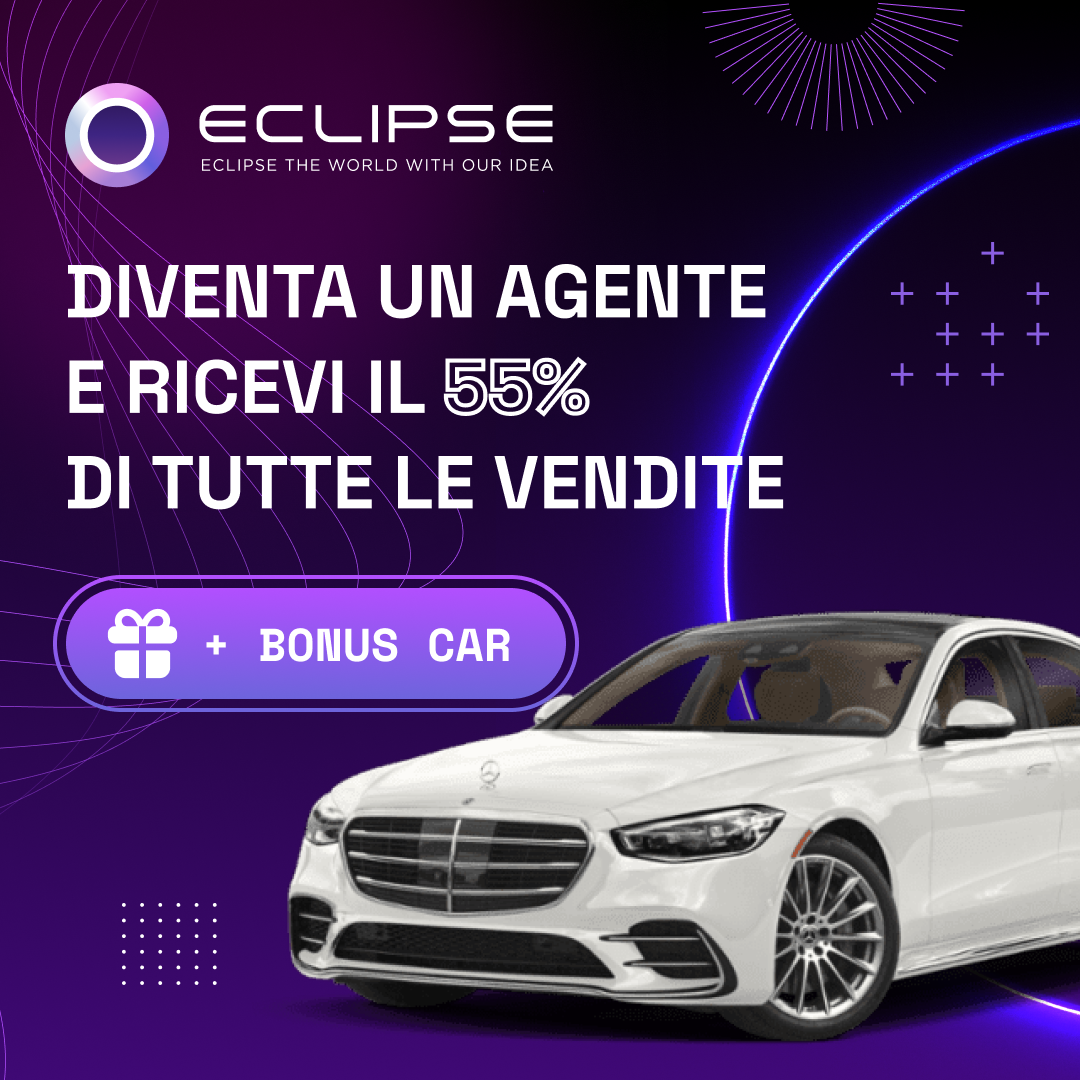 ECLIPSE
ECLIPSE THE WORLD WITH OUR IDEA
DIVENTA UN AGENTE
E RICEVI IL 55%
DI TUTTE LE VENDITE
+ BONUS CAR